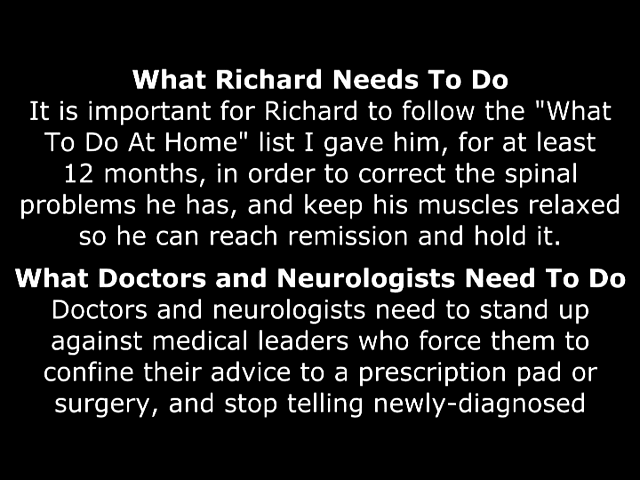 What Richard Needs To Do
It is important for Richard to follow the "What
To Do At Home" list I gave him, for at least
12 months, in order to correct the spinal
problems he has, and keep his muscles relaxed
so he can reach remission and hold it.
What Doctors and Neurologists Need To Do
Doctors and neurologists need to stand up
against medical leaders who force them to
confine their advice to a prescription pad or
surgery, and stop telling newly-diagnosed